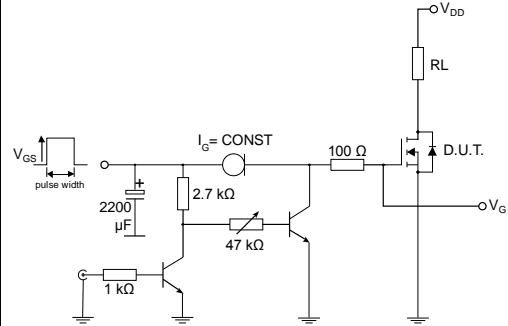 VDD
RL
IG= CONST
100 Ω
D.U.T.
VGS
pulse width
+
2200
µF
2.7 kΩ
VG
47 kΩ
1 kΩ